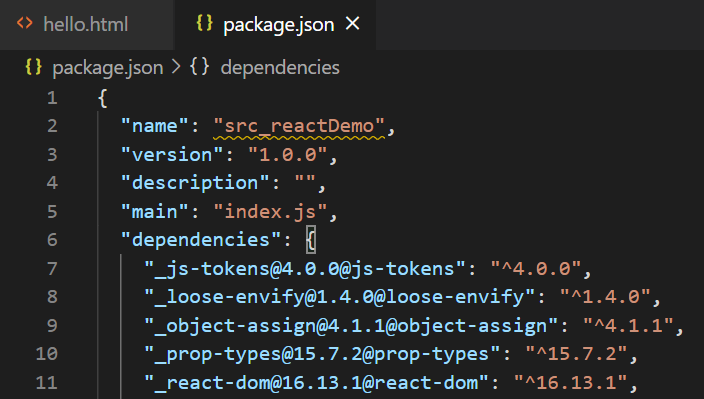 hello.html package.json
package.json > {} dependencies
1 {
2 "name": "src_reactDemo",
3 "version": "1.0.0",
4 "description": "",
5 "main": "index.js",
6 "dependencies": {
7 "_js-tokens@4.0.0@js-tokens": "^4.0.0",
8 "_loose-envify@1.4.0@loose-envify": "^1.4.0",
9 "_object-assign@4.1.1@object-assign": "^4.1.1",
10 "_prop-types@15.7.2@prop-types": "^15.7.2",
11 "_react-dom@16.13.1@react-dom": "^16.13.1",